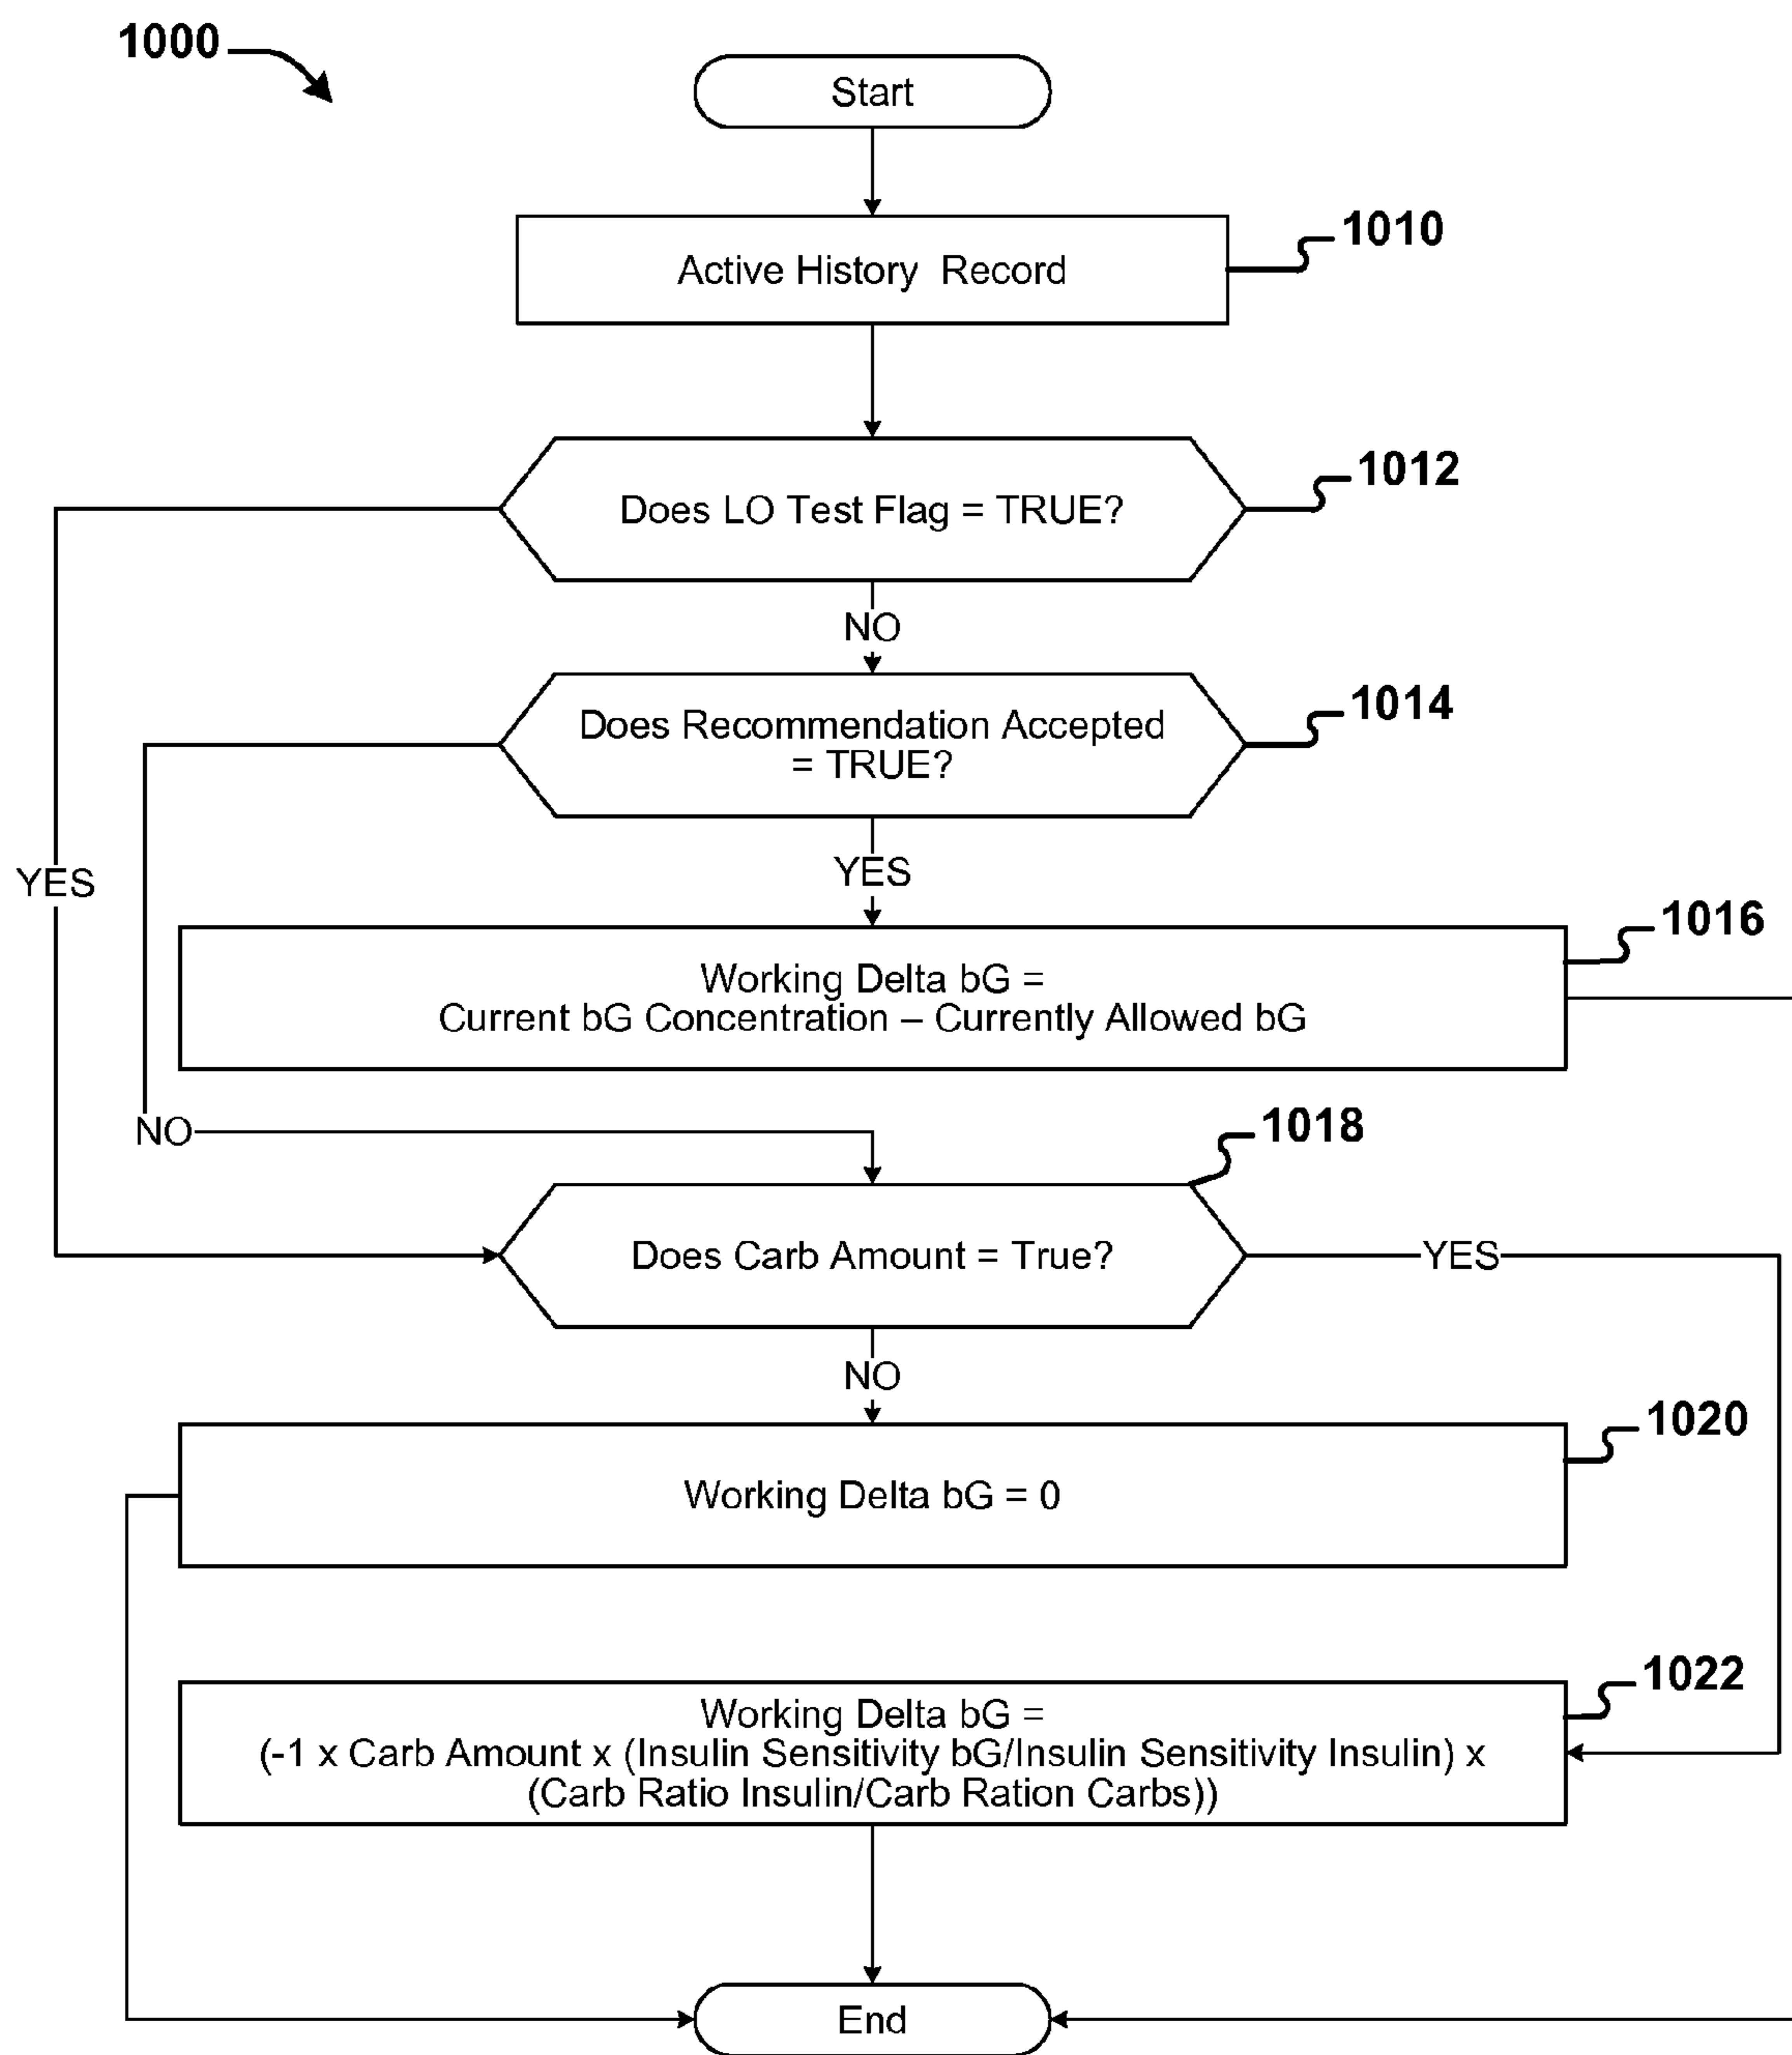 1000
Start
Active History Record
1010
Does LO Test Flag = TRUE?
1012
NO
Does Recommendation Accepted
= TRUE?
1014
YES
YES
Working Delta bG =
Current bG Concentration – Currently Allowed bG
1016
NO
1018
Does Carb Amount = True?
YES
NO
1020
Working Delta bG = 0
1022
Working Delta bG =
(-1 x Carb Amount x (Insulin Sensitivity bG/Insulin Sensitivity Insulin) x
(Carb Ratio Insulin/Carb Ration Carbs))
End